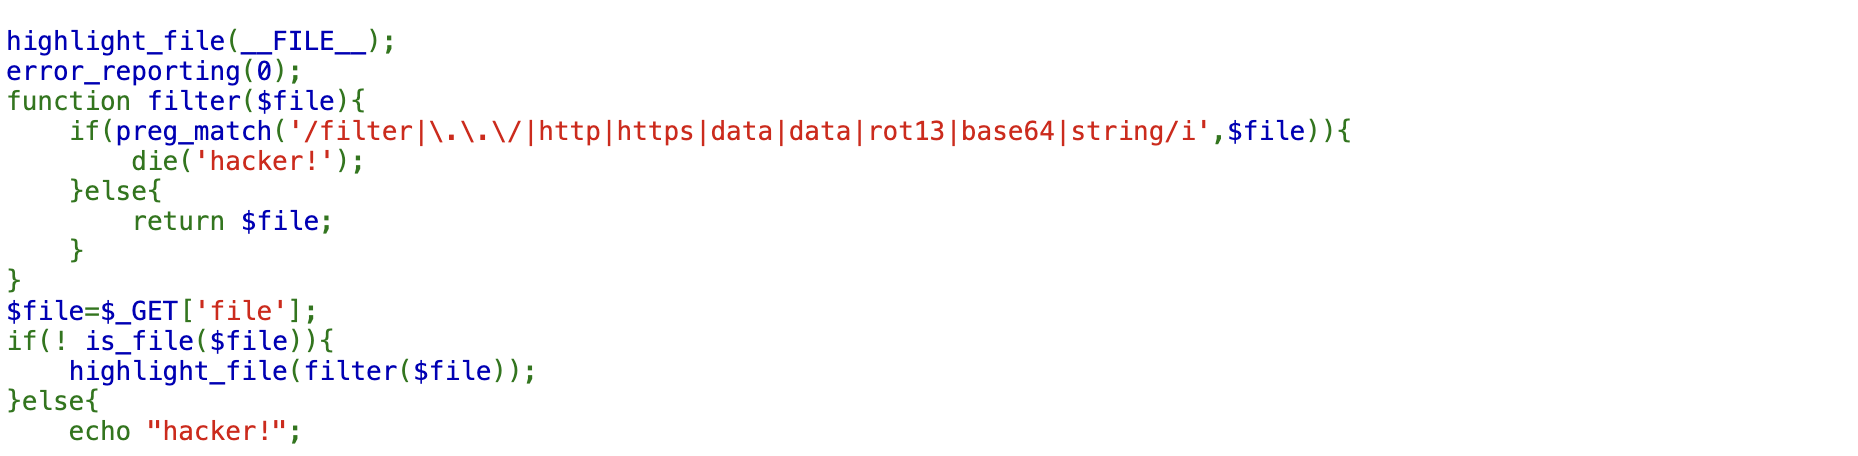 highlight_file(__FILE__);
error_reporting(0);
function filter($file){
    if(preg_match('/filter|\.\.\/|http|https|data|data|rot13|base64|string/i',$file)){
        die('hacker!');
    }else{
        return $file;
    }
}
$file=$_GET['file'];
if(! is_file($file)){
    highlight_file(filter($file));
}else{
    echo "hacker!";